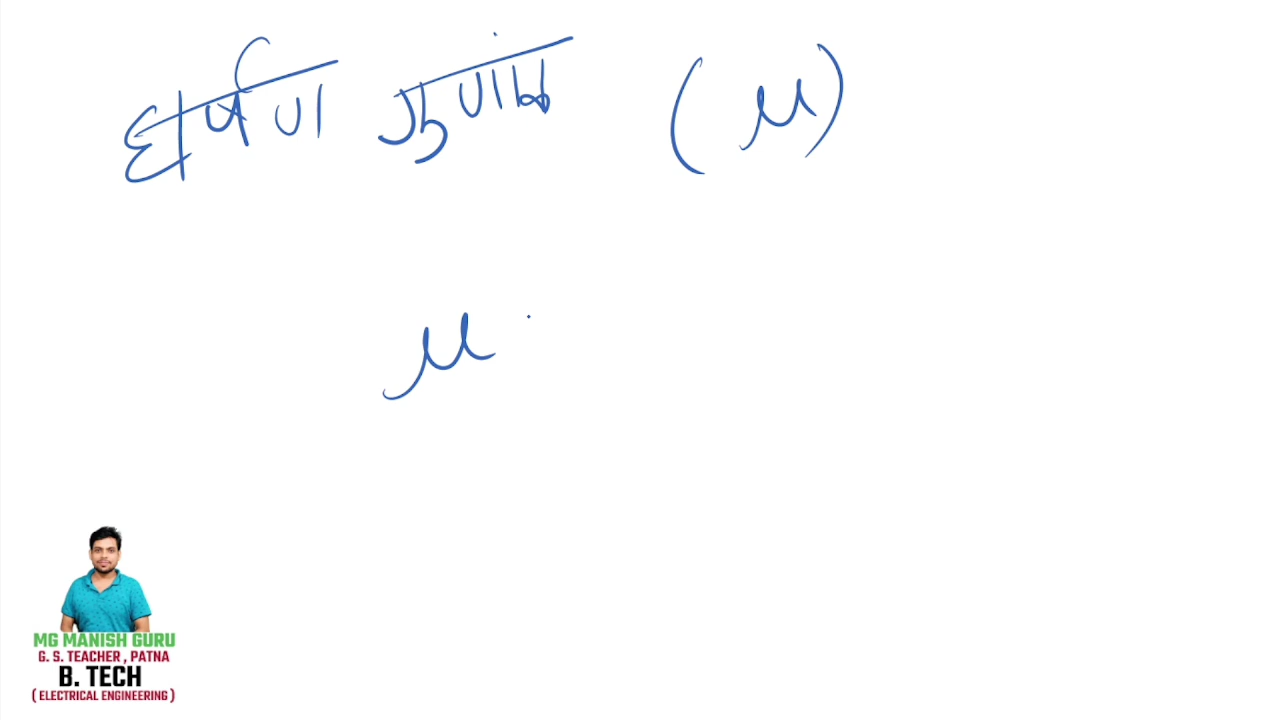 घर्षण गुणांक (μ)
μ
MG MANISH GURU
G. S. TEACHER , PATNA
B. TECH
( ELECTRICAL ENGINEERING )